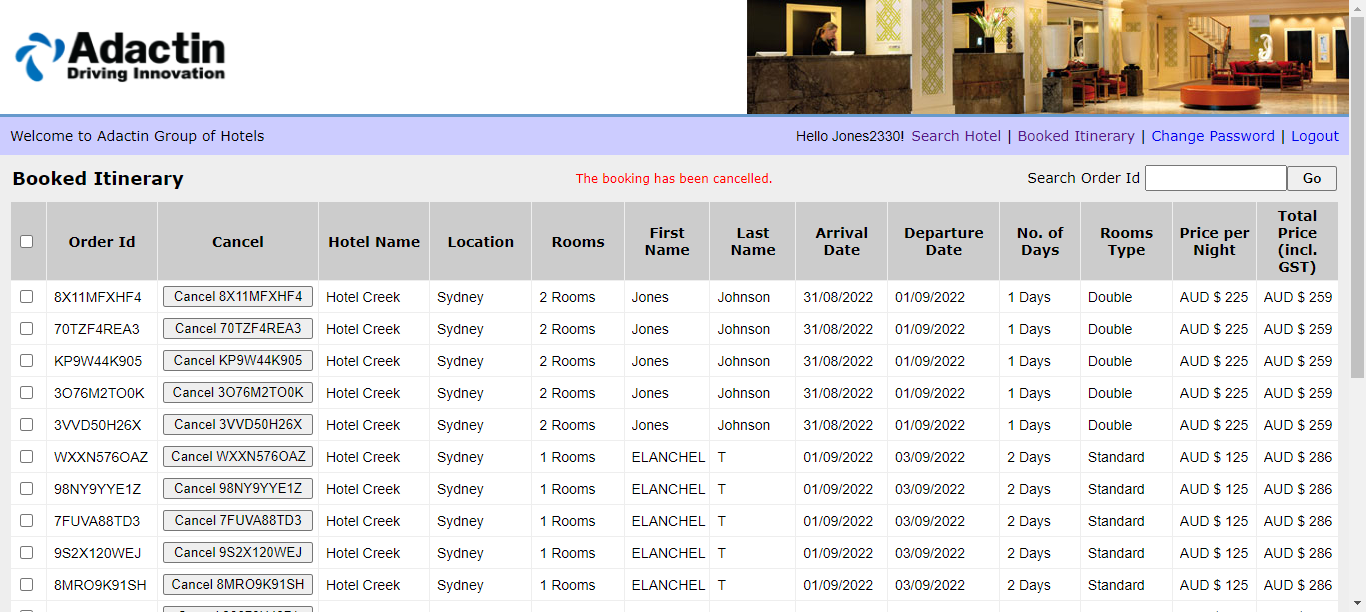 Adactin
Driving Innovation
Welcome to Adactin Group of Hotels
Hello Jones2330! Search Hotel | Booked Itinerary | Change Password | Logout
Booked Itinerary
The booking has been cancelled.
Search Order Id
Go
Order Id Cancel Hotel Name Location Rooms First Name Last Name Arrival Date Departure Date No. of Days Rooms Type Price per Night Total Price (incl. GST)
8X11MFXHF4 Cancel 8X11MFXHF4 Hotel Creek Sydney 2 Rooms Jones Johnson 31/08/2022 01/09/2022 1 Days Double AUD $ 225 AUD $ 259
70TZF4REA3 Cancel 70TZF4REA3 Hotel Creek Sydney 2 Rooms Jones Johnson 31/08/2022 01/09/2022 1 Days Double AUD $ 225 AUD $ 259
KP9W44K905 Cancel KP9W44K905 Hotel Creek Sydney 2 Rooms Jones Johnson 31/08/2022 01/09/2022 1 Days Double AUD $ 225 AUD $ 259
3O76M2TO0K Cancel 3O76M2TO0K Hotel Creek Sydney 2 Rooms Jones Johnson 31/08/2022 01/09/2022 1 Days Double AUD $ 225 AUD $ 259
3VVD50H26X Cancel 3VVD50H26X Hotel Creek Sydney 2 Rooms Jones Johnson 31/08/2022 01/09/2022 1 Days Double AUD $ 225 AUD $ 259
WXXN576OAZ Cancel WXXN576OAZ Hotel Creek Sydney 1 Rooms ELANCHEL T 01/09/2022 03/09/2022 2 Days Standard AUD $ 125 AUD $ 286
98NY9YYE1Z Cancel 98NY9YYE1Z Hotel Creek Sydney 1 Rooms ELANCHEL T 01/09/2022 03/09/2022 2 Days Standard AUD $ 125 AUD $ 286
7FUVA88TD3 Cancel 7FUVA88TD3 Hotel Creek Sydney 1 Rooms ELANCHEL T 01/09/2022 03/09/2022 2 Days Standard AUD $ 125 AUD $ 286
9S2X120WEJ Cancel 9S2X120WEJ Hotel Creek Sydney 1 Rooms ELANCHEL T 01/09/2022 03/09/2022 2 Days Standard AUD $ 125 AUD $ 286
8MRO9K91SH Cancel 8MRO9K91SH Hotel Creek Sydney 1 Rooms ELANCHEL T 01/09/2022 03/09/2022 2 Days Standard AUD $ 125 AUD $ 286